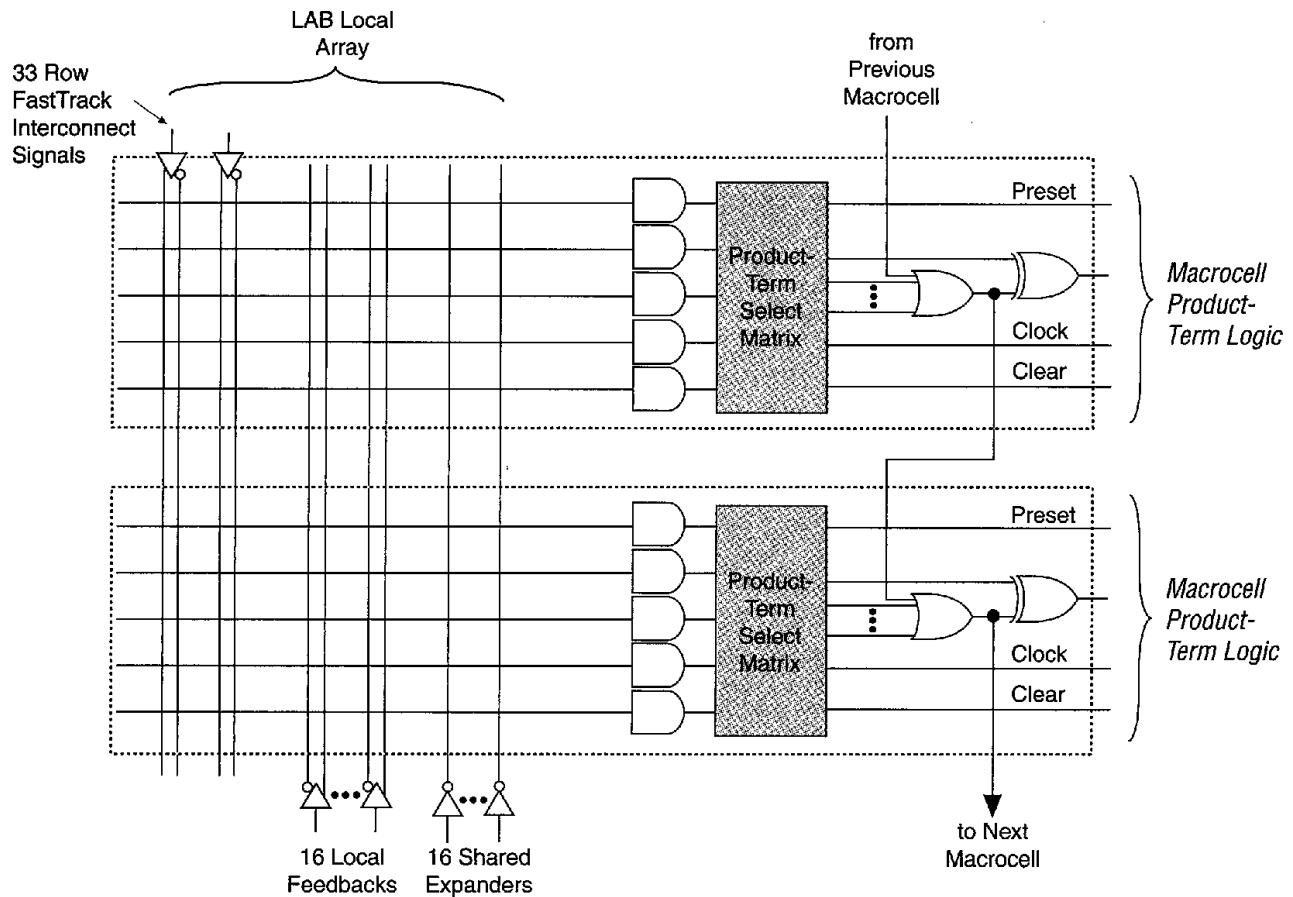 LAB Local
Array
33 Row
FastTrack
Interconnect
Signals
from
Previous
Macrocell
Product-
Term
Select
Matrix
Preset
Clock
Clear
Macrocell
Product-
Term Logic
Product-
Term
Select
Matrix
Preset
Clock
Clear
Macrocell
Product-
Term Logic
16 Local
Feedbacks
16 Shared
Expanders
to Next
Macrocell